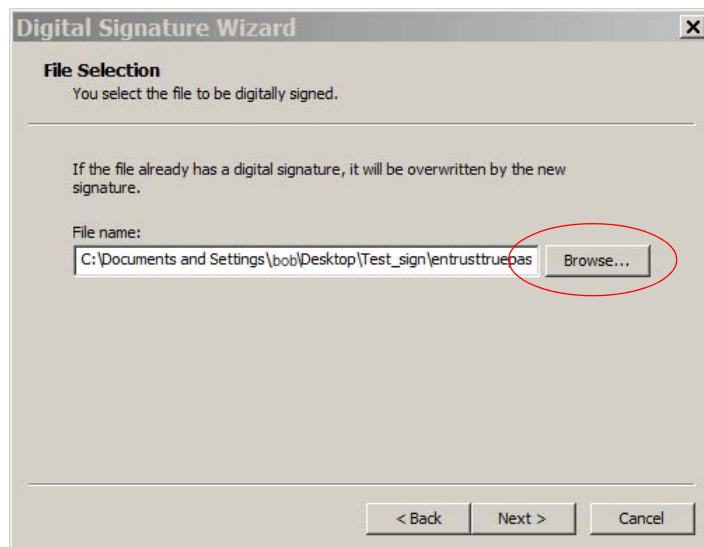 Digital Signature Wizard
File Selection
You select the file to be digitally signed.
If the file already has a digital signature, it will be overwritten by the new
signature.
File name:
C:\Documents and Settings\bob\Desktop\Test_sign\entrusttruepas
Browse...
< Back Next > Cancel